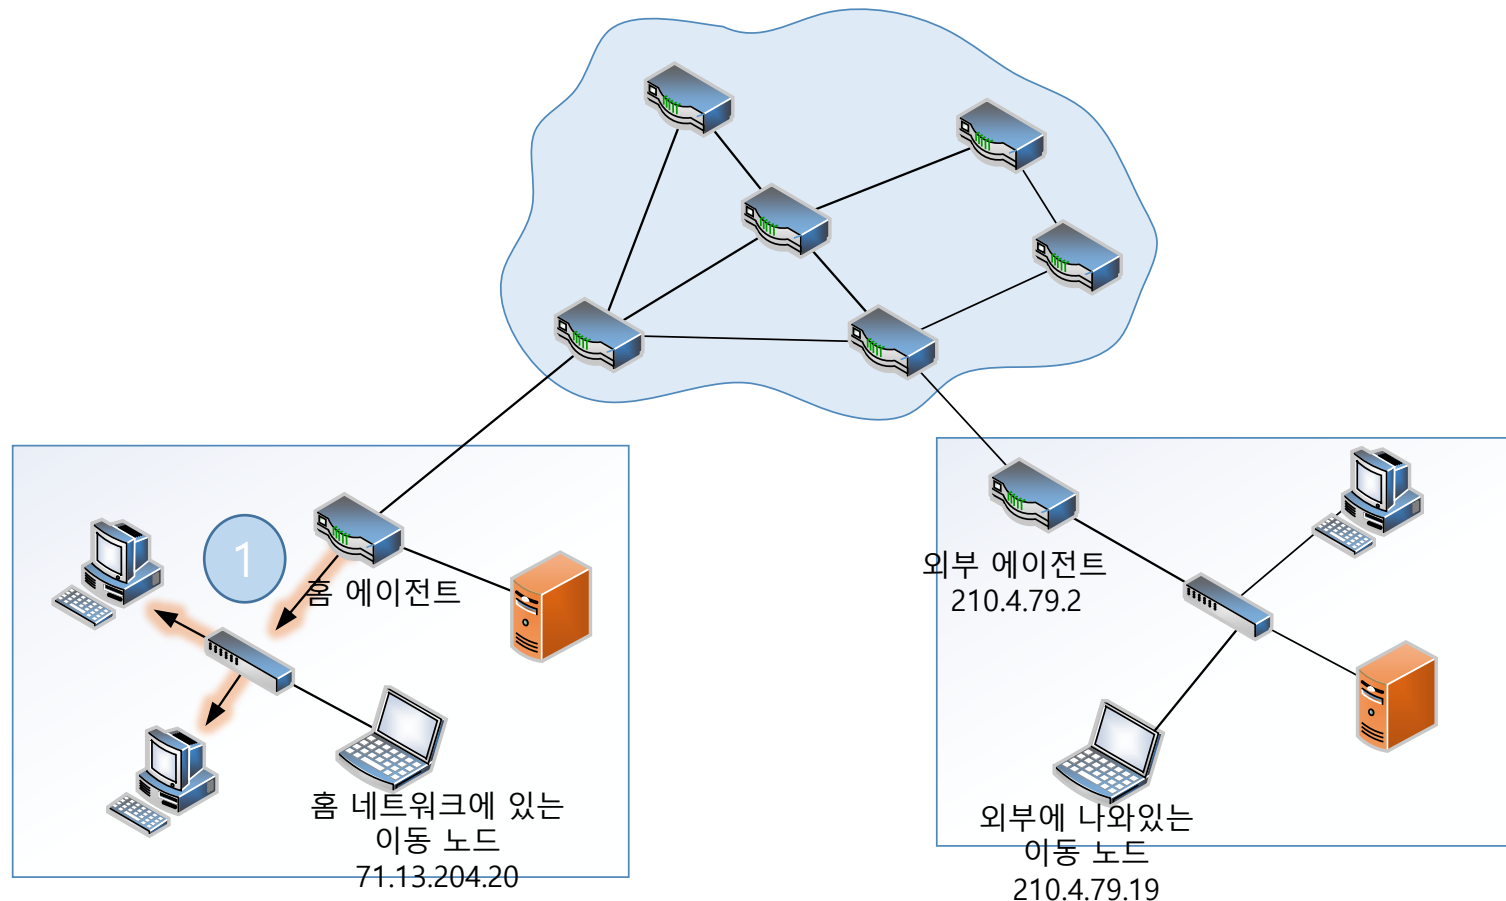 1
홈 에이전트
홈 네트워크에 있는
이동 노드
71.13.204.20
외부 에이전트
210.4.79.2
외부에 나와있는
이동 노드
210.4.79.19